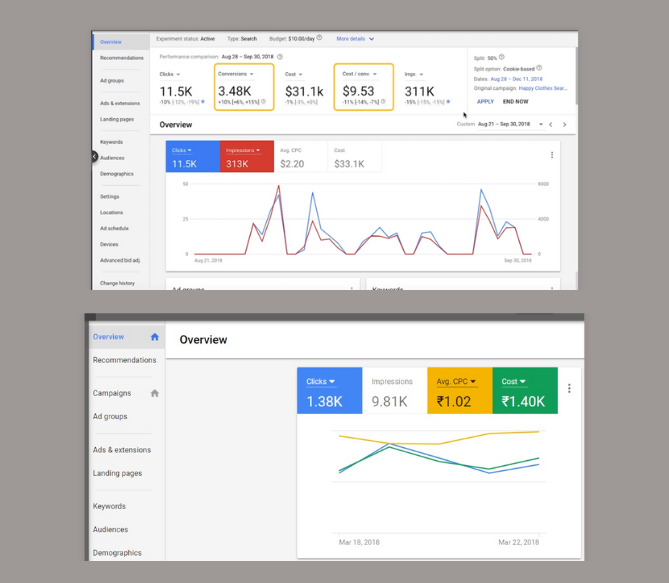 Overview
Recommendations
Ad groups
Ads & extensions
Landing pages
Keywords
Audiences
Demographics
Settings
Locations
Ad schedule
Devices
Advanced bid adj.
Change history
Experiment status: Active Type: Search Budget: $10.00/day More details
Performance comparison: Aug 28 – Sep 30, 2018
Clicks Conversions Cost Cost / conv. Impr.
11.5K 3.48K $31.1k $9.53 311K
-10% [-12%, -9%] +10% [+6%, +15%] -1% [-4%, +3%] -11% [-14%, -7%] -15% [-15%, -15%]
Split: 50%
Split option: Cookie-based
Dates: Aug 28 – Dec 11, 2018
Original campaign: Happy Clothes Sear...
APPLY END NOW
Overview
Custom Aug 21 – Sep 30, 2018
Clicks Impressions Avg. CPC Cost
11.5K 313K $2.20 $33.1K
50
25
0
4000
0
Aug 21, 2018 Sep 30, 2018
Ad groups Keywords
Overview
Recommendations
Campaigns
Ad groups
Ads & extensions
Landing pages
Keywords
Audiences
Demographics
Overview
Clicks Impressions Avg. CPC Cost
1.38K 9.81K ₹1.02 ₹1.40K
Mar 18, 2018 Mar 22, 2018